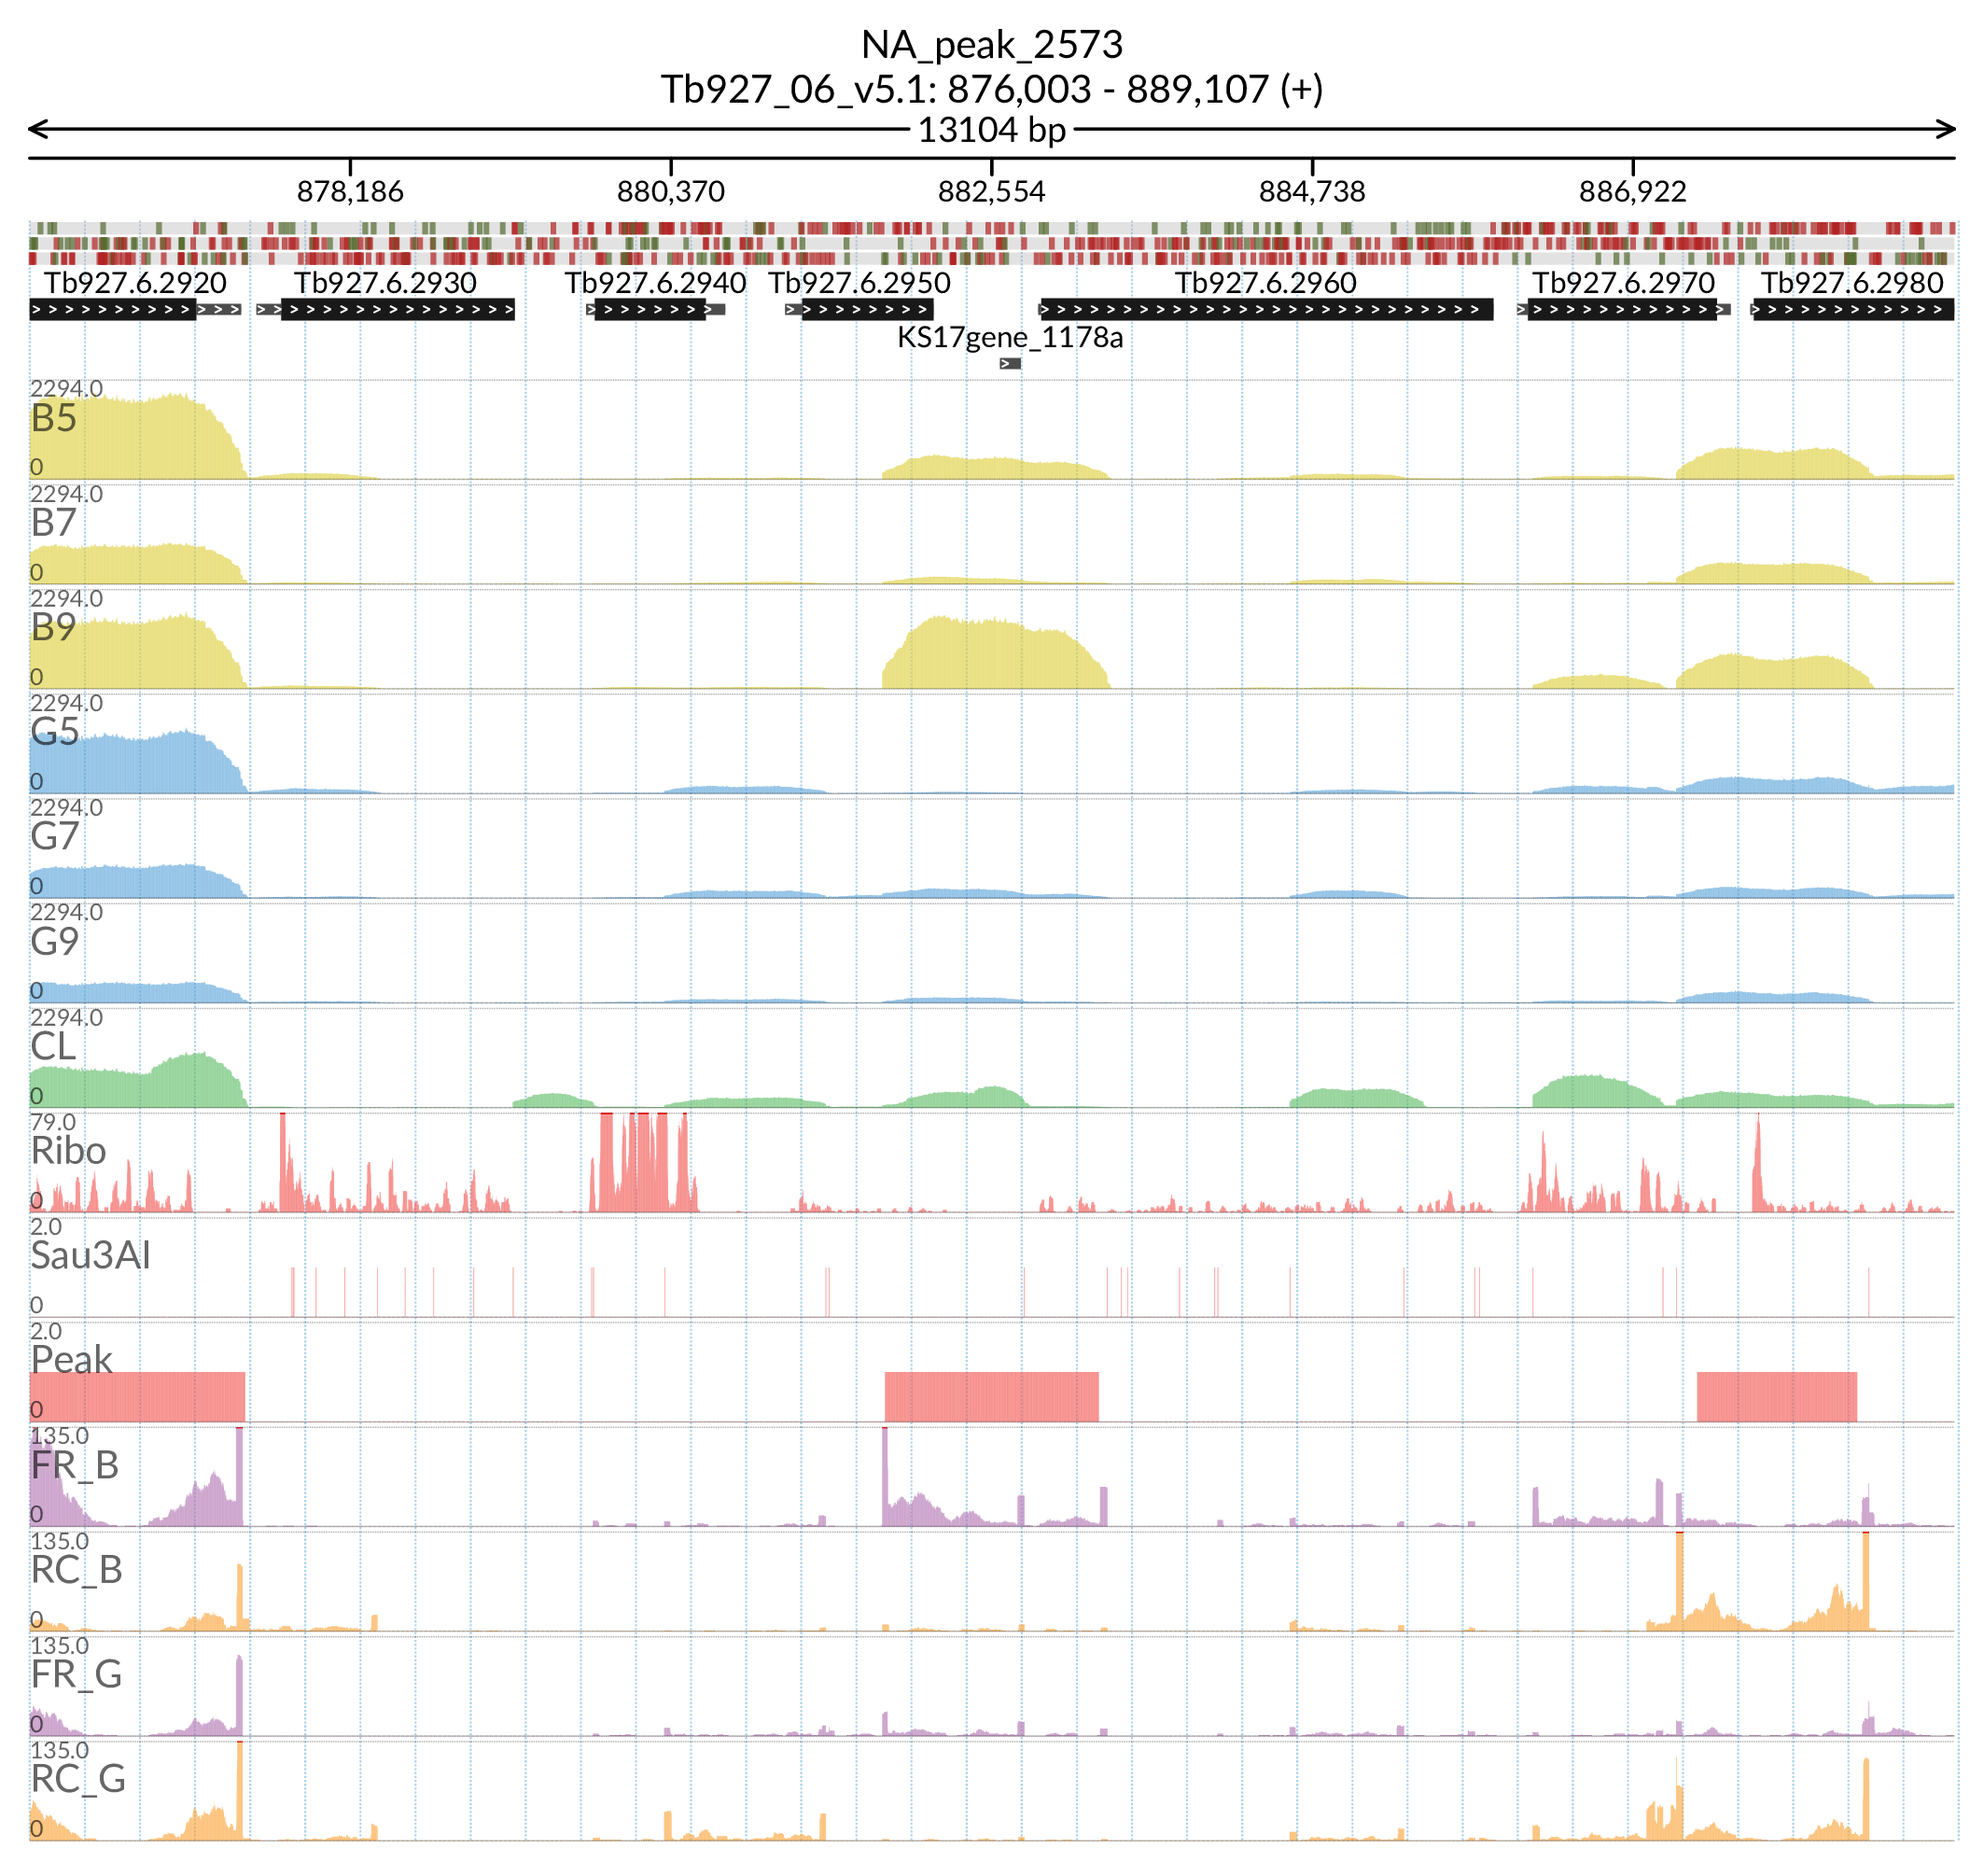 NA_peak_2573
Tb927_06_v5.1: 876,003 - 889,107 (+)
13104 bp
878,186 880,370 882,554 884,738 886,922
Tb927.6.2920 Tb927.6.2930 Tb927.6.2940 Tb927.6.2950 Tb927.6.2960 Tb927.6.2970 Tb927.6.2980
KS17gene_1178a
2294.0
B5
0
2294.0
B7
0
2294.0
B9
0
2294.0
G5
0
2294.0
G7
0
2294.0
G9
0
2294.0
CL
0
79.0
Ribo
0
2.0
Sau3AI
0
2.0
Peak
0
135.0
FR_B
0
135.0
RC_B
0
135.0
FR_G
0
135.0
RC_G
0